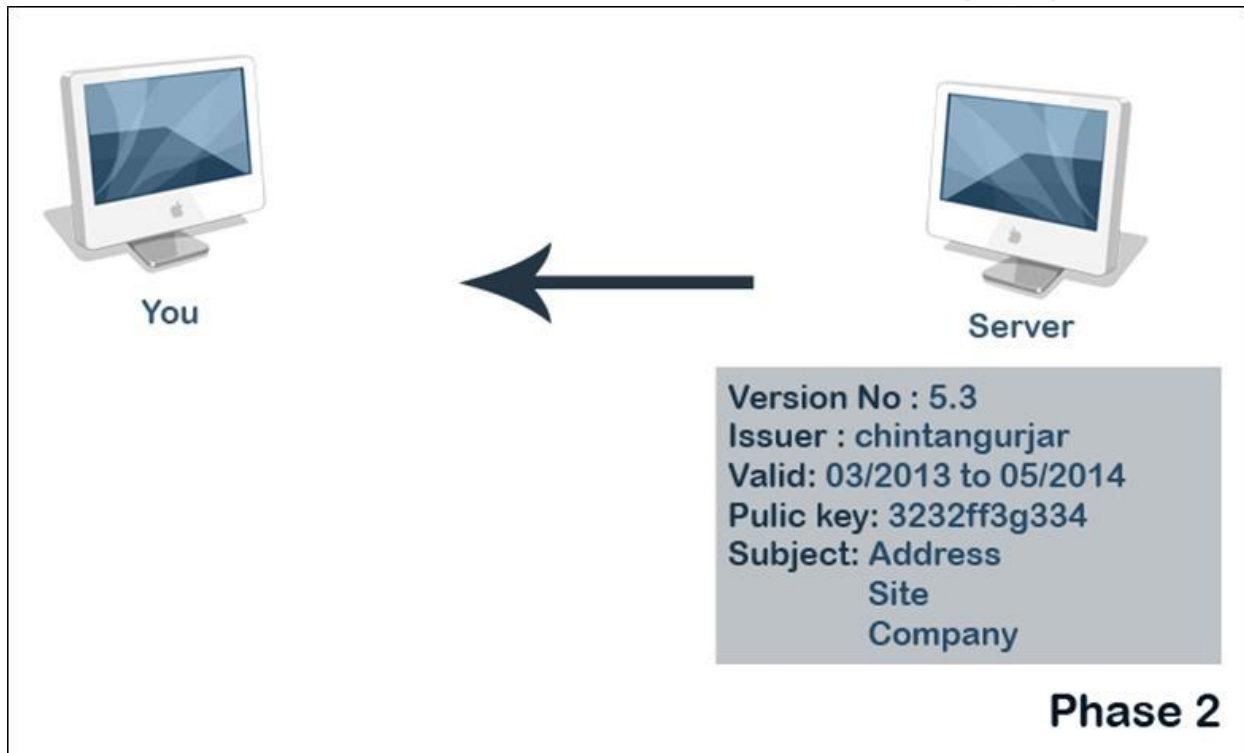 You
Server
Version No : 5.3
Issuer : chintangurjar
Valid: 03/2013 to 05/2014
Pulic key: 3232ff3g334
Subject: Address
Site
Company
Phase 2